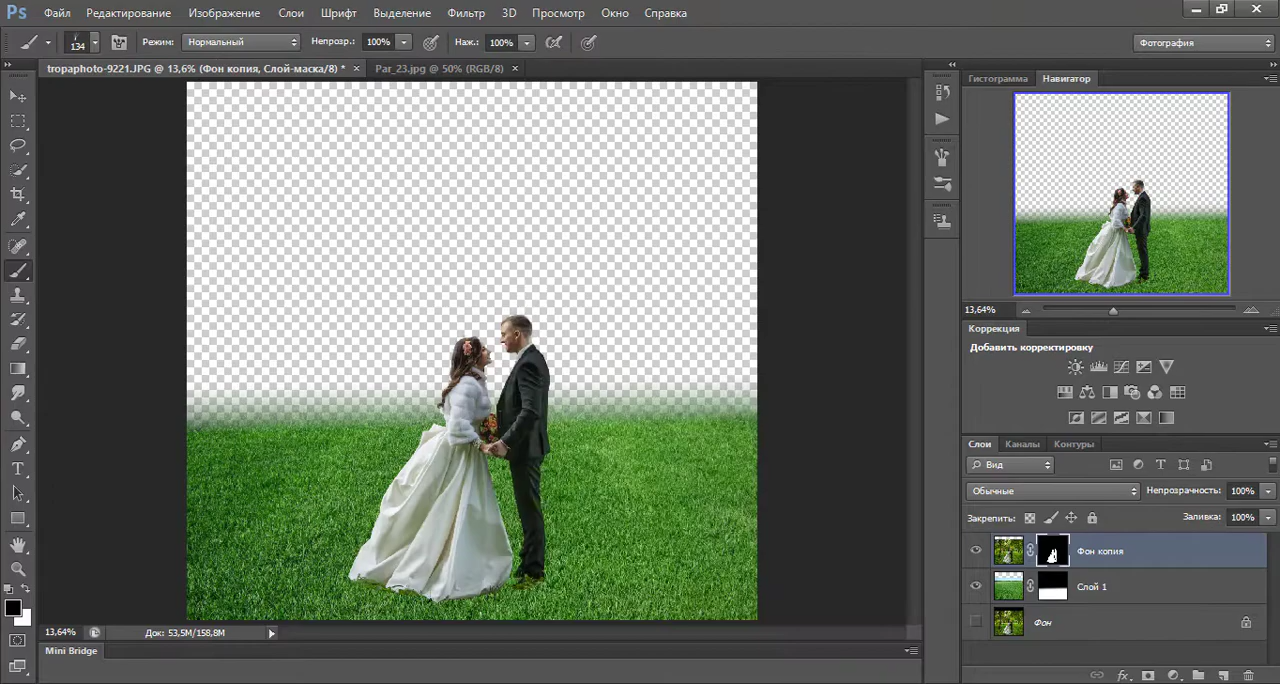 Ps Файл Редактирование Изображение Слои Шрифт Выделение Фильтр 3D Просмотр Окно Справка
134 Режим: Нормальный Непрозр.: 100% Наж.: 100% Фотография
tropaphoto-9221.JPG @ 13,6% (Фон копия, Слой-маска/8) * × Par_23.jpg @ 50% (RGB/8) ×
Гистограмма Навигатор
13,64%
Коррекция
Добавить корректировку
Слои Каналы Контуры
Вид
Обычные Непрозрачность: 100%
Закрепить: Заливка: 100%
Фон копия
Слой 1
Фон
13,64% Док: 53,5M/158,8M
Mini Bridge